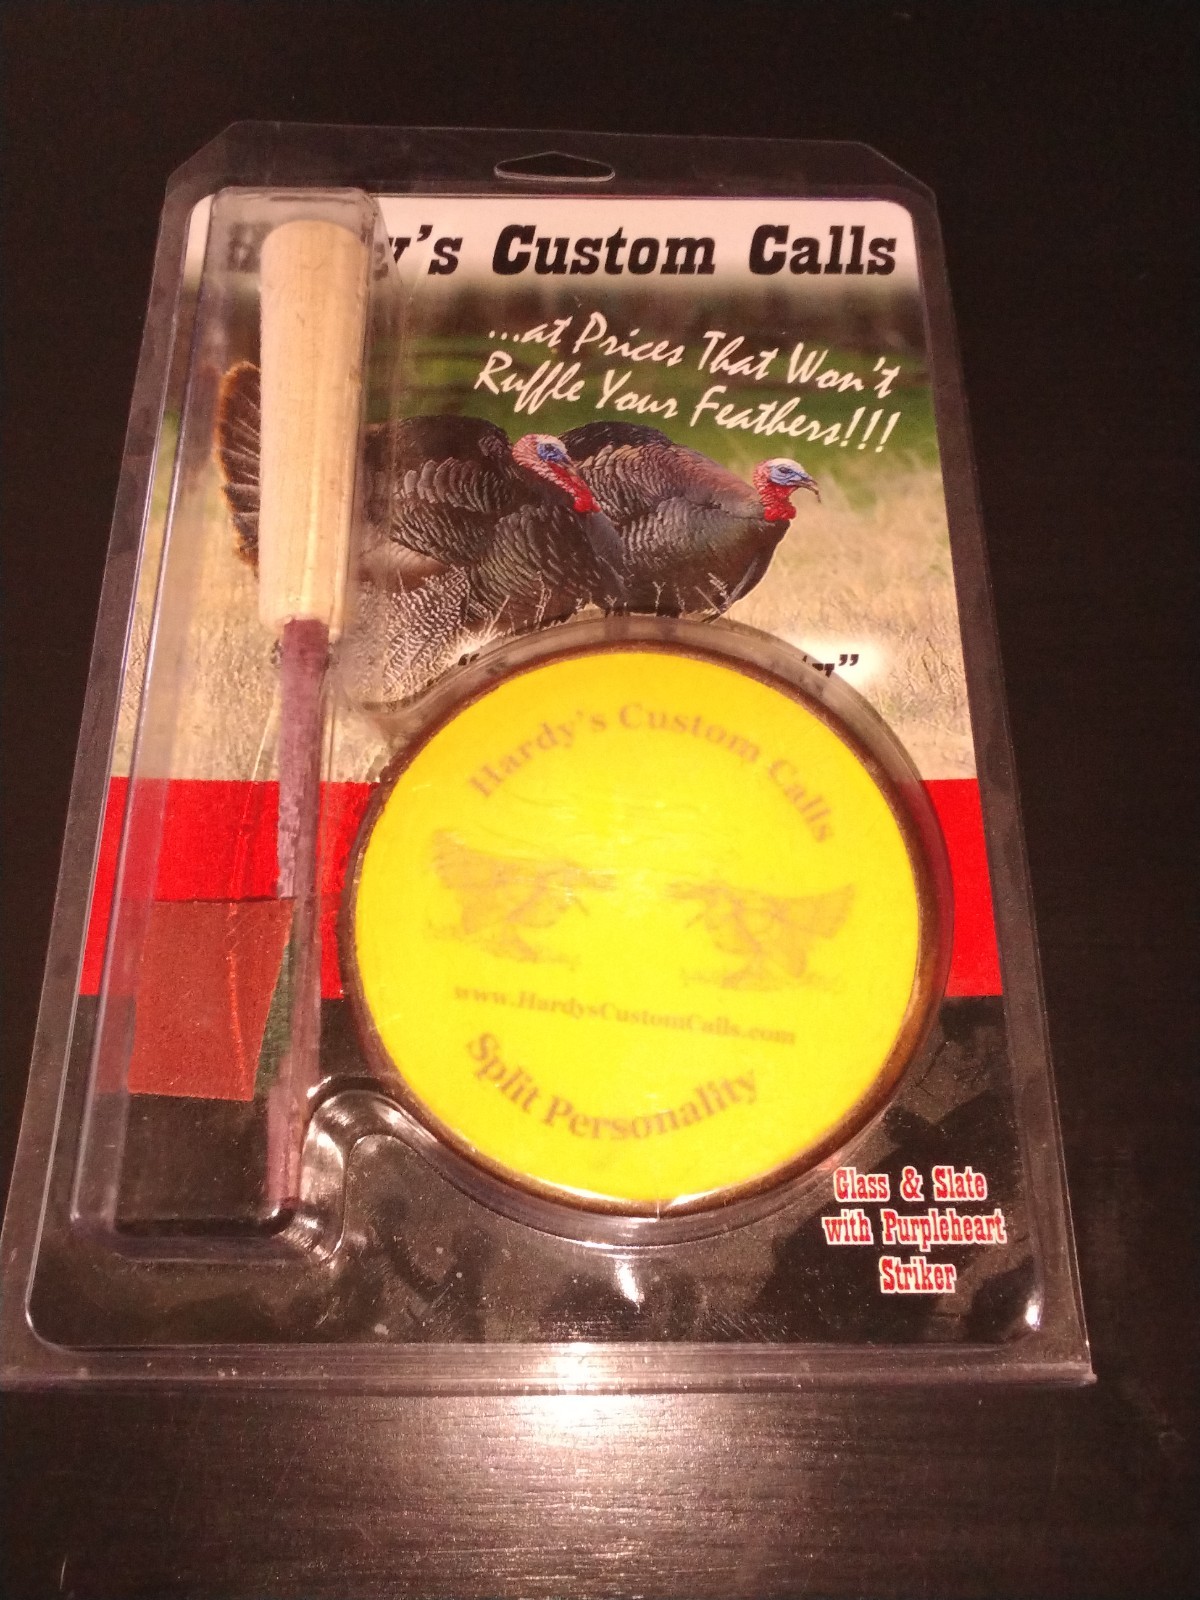 Hardy's Custom Calls
...at Prices That Won't
Ruffle Your Feathers!!!
Hardy's Custom Calls
www.HardysCustomCalls.com
Split Personality
Glass & Slate
with Purpleheart
Striker